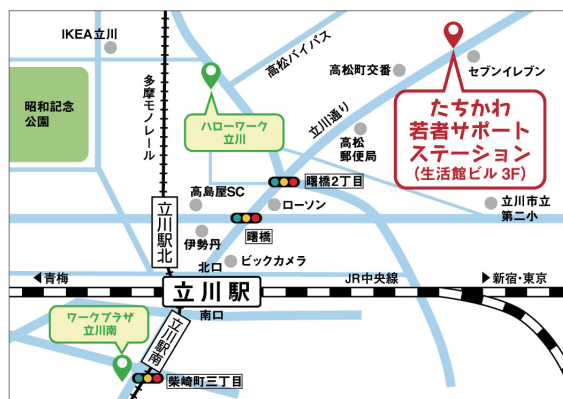 IKEA立川
高松バイパス
高松町交番
セブンイレブン
昭和記念
公園
多摩モノレール
ハローワーク
立川
立川通り
高松
郵便局
たちかわ
若者サポート
ステーション
(生活館ビル 3F)
曙橋2丁目
高島屋SC
ローソン
立川市立
第二小
立川駅北
曙橋
伊勢丹
北口
ビックカメラ
青梅
立川駅
JR中央線
新宿・東京
南口
ワークプラザ
立川南
立川駅南
柴崎町三丁目